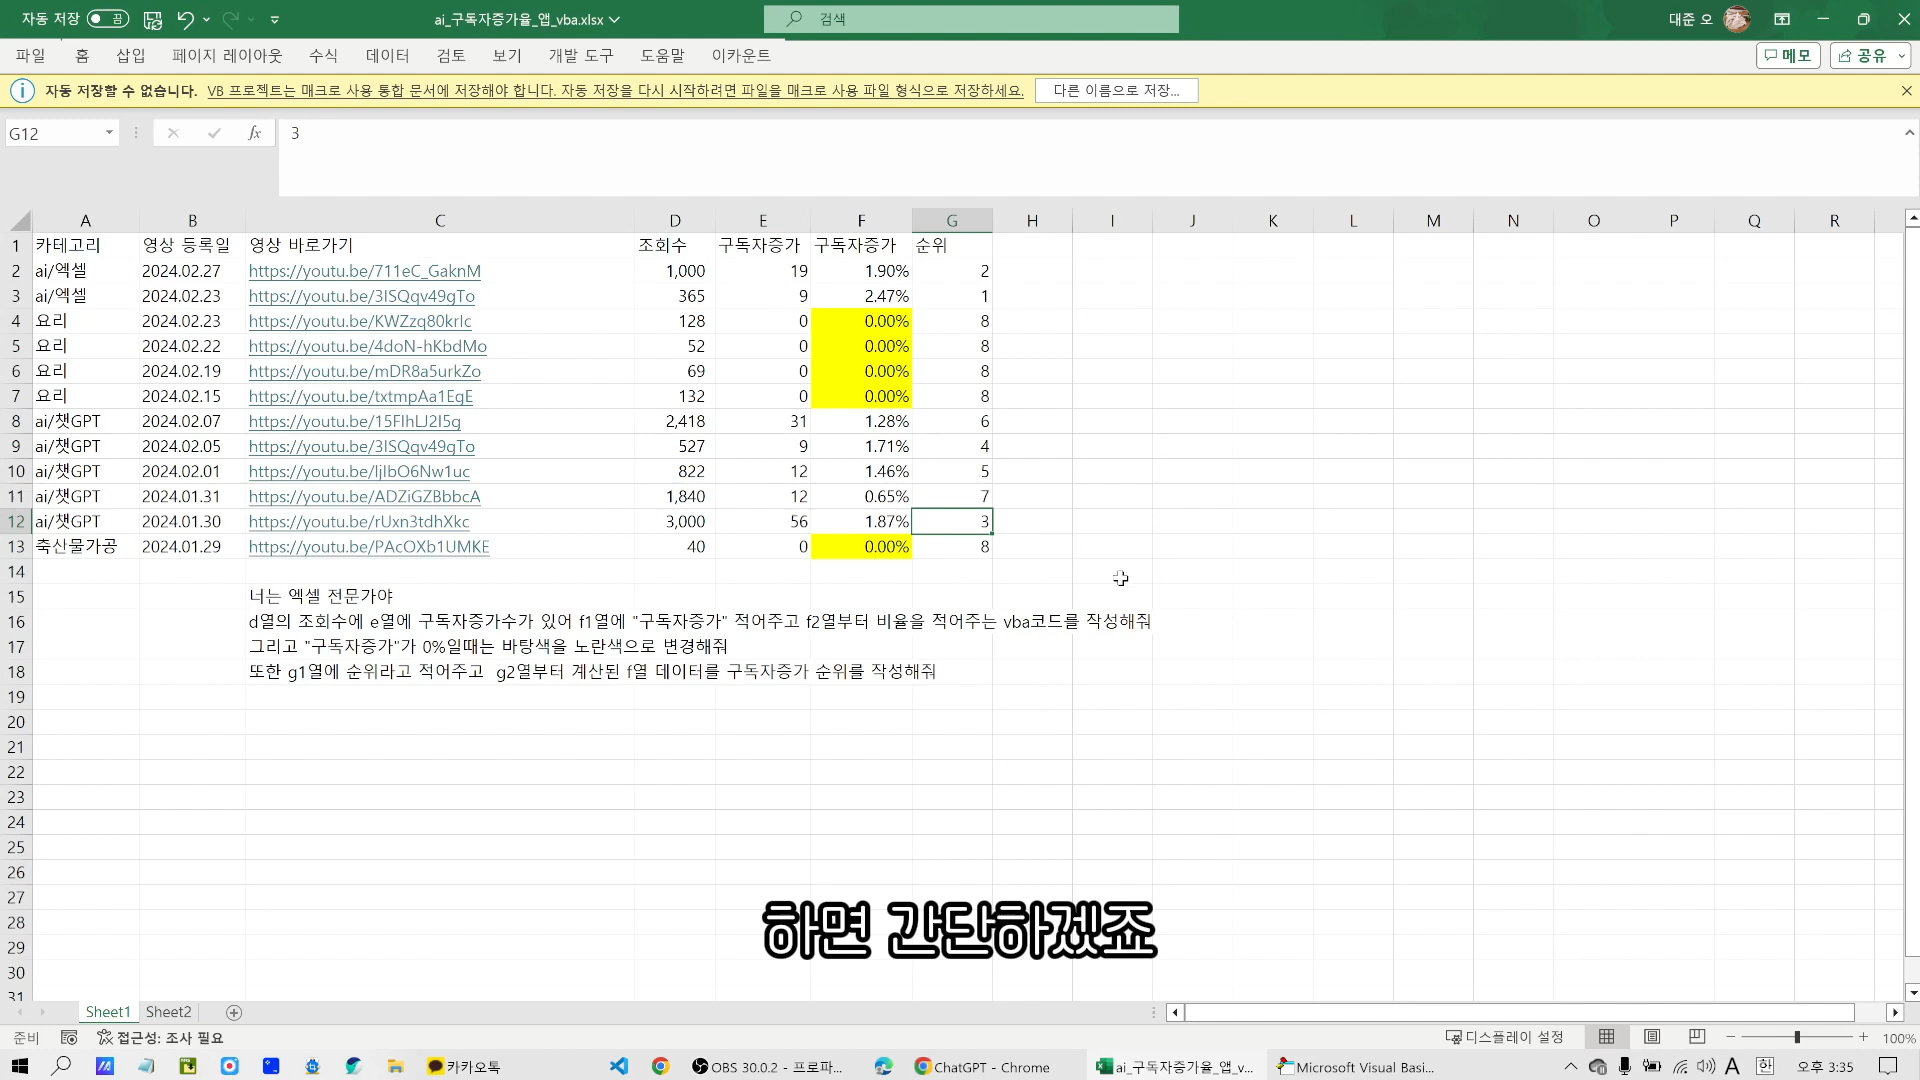 자동 저장 끔 ai_구독자증가율_앱_vba.xlsx 검색 대준 오
파일 홈 삽입 페이지 레이아웃 수식 데이터 검토 보기 개발 도구 도움말 이카운트 메모 공유
자동 저장할 수 없습니다. VB 프로젝트는 매크로 사용 통합 문서에 저장해야 합니다. 자동 저장을 다시 시작하려면 파일을 매크로 사용 파일 형식으로 저장하세요. 다른 이름으로 저장...
G12 fx 3
A B C D E F G H I J K L M N O P Q R
1 카테고리 영상 등록일 영상 바로가기 조회수 구독자증가 구독자증가 순위
2 ai/엑셀 2024.02.27 https://youtu.be/711eC_GaknM 1,000 19 1.90% 2
3 ai/엑셀 2024.02.23 https://youtu.be/3ISQqv49gTo 365 9 2.47% 1
4 요리 2024.02.23 https://youtu.be/KWZzq80krIc 128 0 0.00% 8
5 요리 2024.02.22 https://youtu.be/4doN-hKbdMo 52 0 0.00% 8
6 요리 2024.02.19 https://youtu.be/mDR8a5urkZo 69 0 0.00% 8
7 요리 2024.02.15 https://youtu.be/txtmpAa1EgE 132 0 0.00% 8
8 ai/챗GPT 2024.02.07 https://youtu.be/15FlhLJ2I5g 2,418 31 1.28% 6
9 ai/챗GPT 2024.02.05 https://youtu.be/3ISQqv49gTo 527 9 1.71% 4
10 ai/챗GPT 2024.02.01 https://youtu.be/ljlbO6Nw1uc 822 12 1.46% 5
11 ai/챗GPT 2024.01.31 https://youtu.be/ADZiGZBbbcA 1,840 12 0.65% 7
12 ai/챗GPT 2024.01.30 https://youtu.be/rUxn3tdhXkc 3,000 56 1.87% 3
13 축산물가공 2024.01.29 https://youtu.be/PAcOXb1UMKE 40 0 0.00% 8
14
15 너는 엑셀 전문가야
16 d열의 조회수에 e열에 구독자증가수가 있어 f1열에 "구독자증가" 적어주고 f2열부터 비율을 적어주는 vba코드를 작성해줘
17 그리고 "구독자증가"가 0%일때는 바탕색을 노란색으로 변경해줘
18 또한 g1열에 순위라고 적어주고 g2열부터 계산된 f열 데이터를 구독자증가 순위를 작성해줘
19
20
21
22
23
24
25
26
27
28
29
30
31
하면 간단하겠죠
Sheet1 Sheet2
준비 접근성: 조사 필요 디스플레이 설정 100%
카카오톡 OBS 30.0.2 - 프로파... ChatGPT - Chrome ai_구독자증가율_앱_v... Microsoft Visual Basi... A 한 오후 3:35